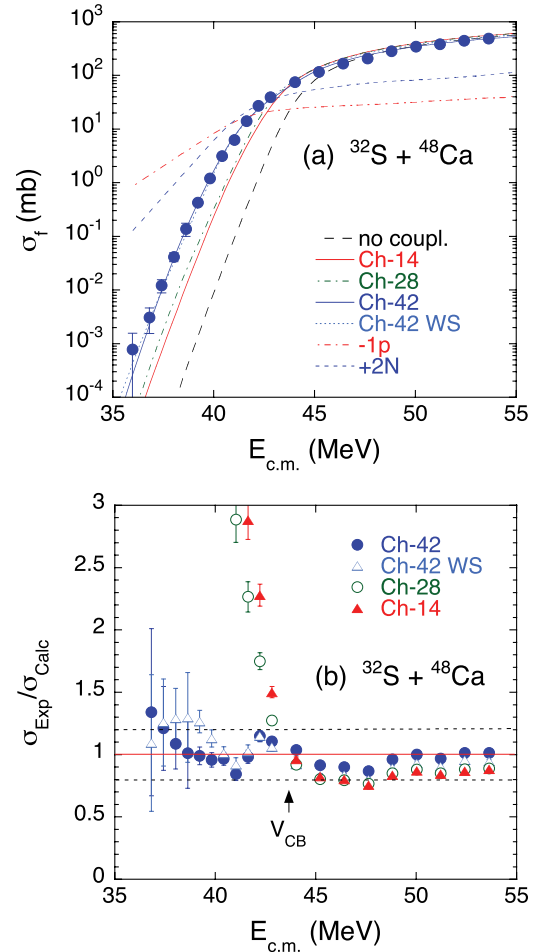 10³
10²
10¹
10⁰
10⁻¹
10⁻²
10⁻³
10⁻⁴
σf (mb)
(a) ³²S + ⁴⁸Ca
no coupl.
Ch-14
Ch-28
Ch-42
Ch-42 WS
-1p
+2N
35 40 45 50 55
Ec.m. (MeV)
3
2.5
2
1.5
1
0.5
0
σExp/σCalc
Ch-42
Ch-42 WS
Ch-28
Ch-14
(b) ³²S + ⁴⁸Ca
VCB
35 40 45 50 55
Ec.m. (MeV)